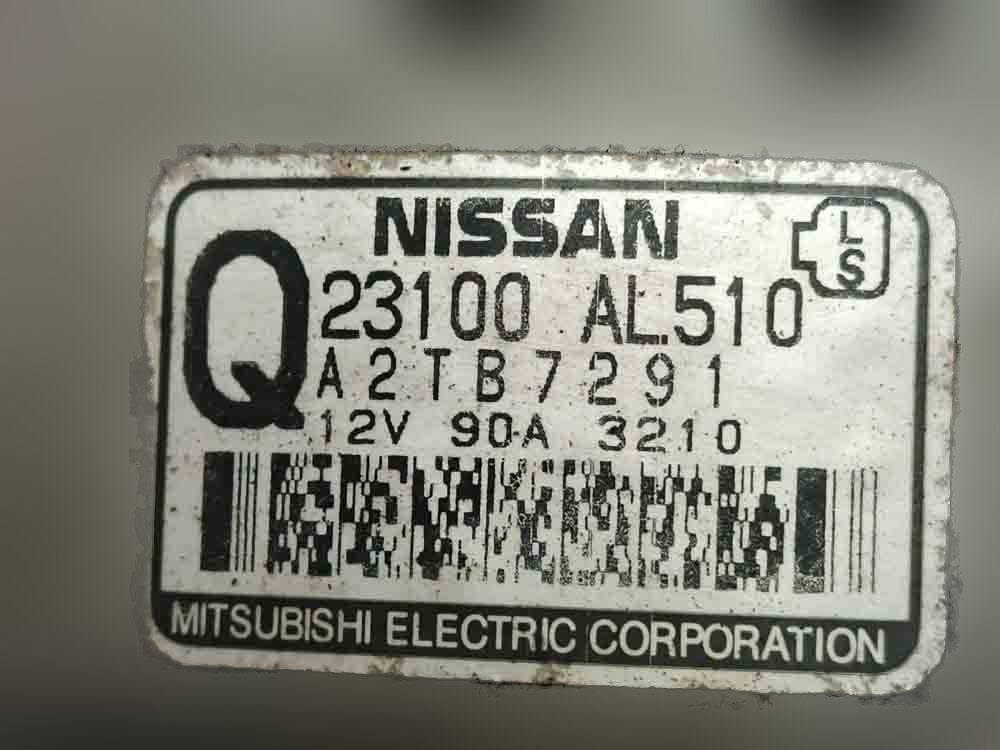 NISSAN
L
S
Q
23100 AL510
A2TB7291
12V 90A 3210
MITSUBISHI ELECTRIC CORPORATION